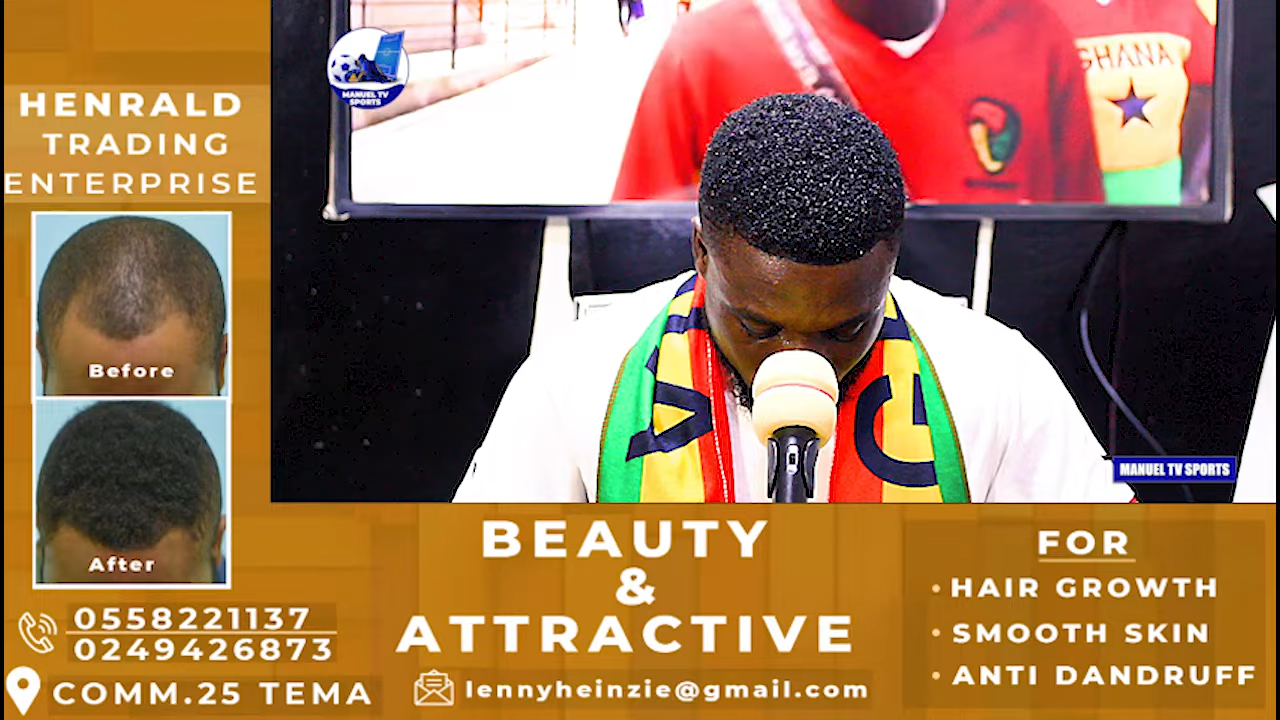 HENRALD
TRADING
ENTERPRISE
Before
After
0558221137
0249426873
COMM.25 TEMA
MANUEL TV
SPORTS
GHANA
A
G
MANUEL TV SPORTS
BEAUTY
&
ATTRACTIVE
lennyheinzie@gmail.com
FOR
• HAIR GROWTH
• SMOOTH SKIN
• ANTI DANDRUFF